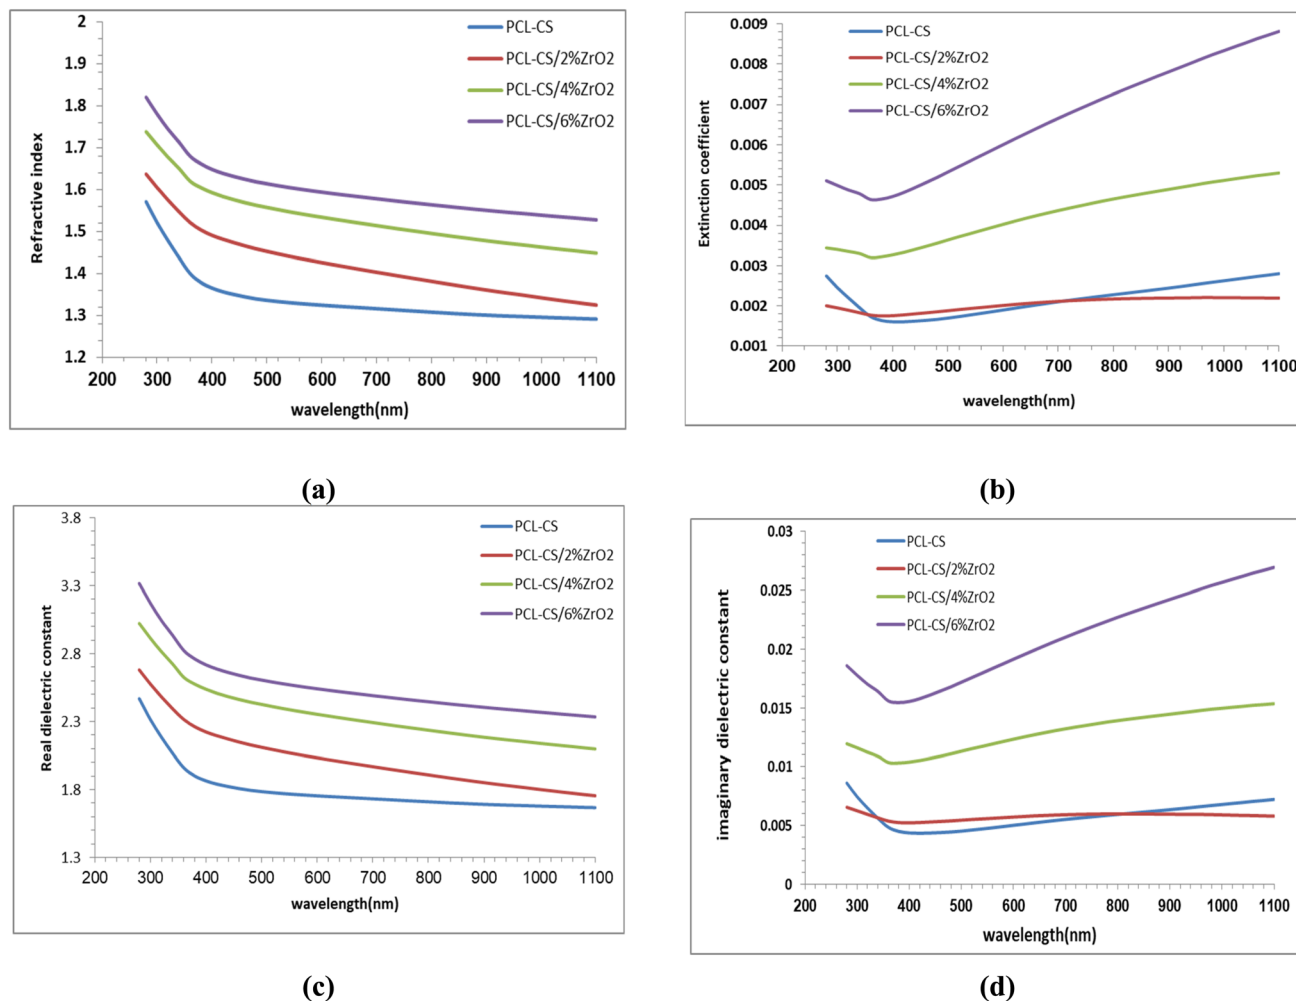 2
1.9
1.8
1.7
1.6
1.5
1.4
1.3
1.2
Refractive index
200 300 400 500 600 700 800 900 1000 1100
wavelength(nm)
PCL-CS
PCL-CS/2%ZrO2
PCL-CS/4%ZrO2
PCL-CS/6%ZrO2
(a)
0.009
0.008
0.007
0.006
0.005
0.004
0.003
0.002
0.001
Extinction coefficient
200 300 400 500 600 700 800 900 1000 1100
wavelength(nm)
PCL-CS
PCL-CS/2%ZrO2
PCL-CS/4%ZrO2
PCL-CS/6%ZrO2
(b)
3.8
3.3
2.8
2.3
1.8
1.3
Real dielectric constant
200 300 400 500 600 700 800 900 1000 1100
wavelength(nm)
PCL-CS
PCL-CS/2%ZrO2
PCL-CS/4%ZrO2
PCL-CS/6%ZrO2
(c)
0.03
0.025
0.02
0.015
0.01
0.005
0
imaginary dielectric constant
200 300 400 500 600 700 800 900 1000 1100
wavelength(nm)
PCL-CS
PCL-CS/2%ZrO2
PCL-CS/4%ZrO2
PCL-CS/6%ZrO2
(d)